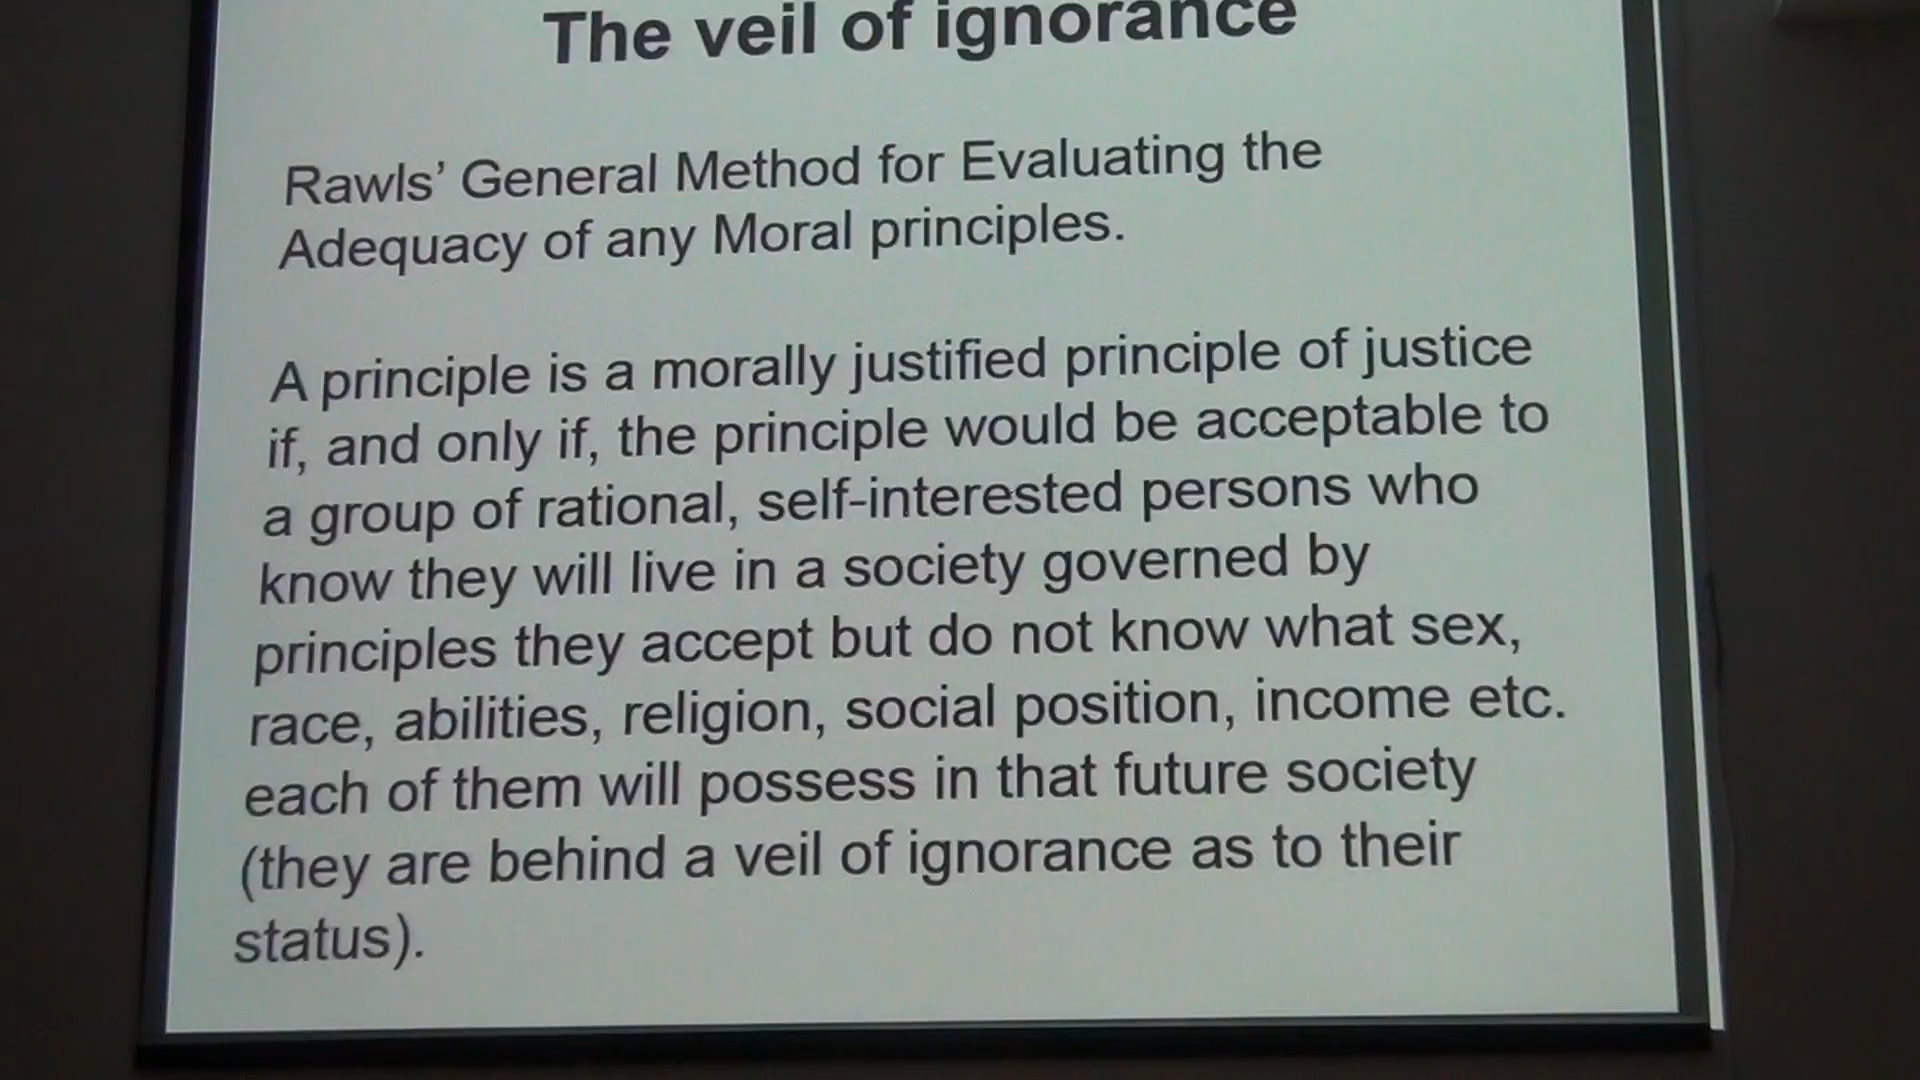 The veil of ignorance
Rawls’ General Method for Evaluating the
Adequacy of any Moral principles.
A principle is a morally justified principle of justice
if, and only if, the principle would be acceptable to
a group of rational, self-interested persons who
know they will live in a society governed by
principles they accept but do not know what sex,
race, abilities, religion, social position, income etc.
each of them will possess in that future society
(they are behind a veil of ignorance as to their
status).